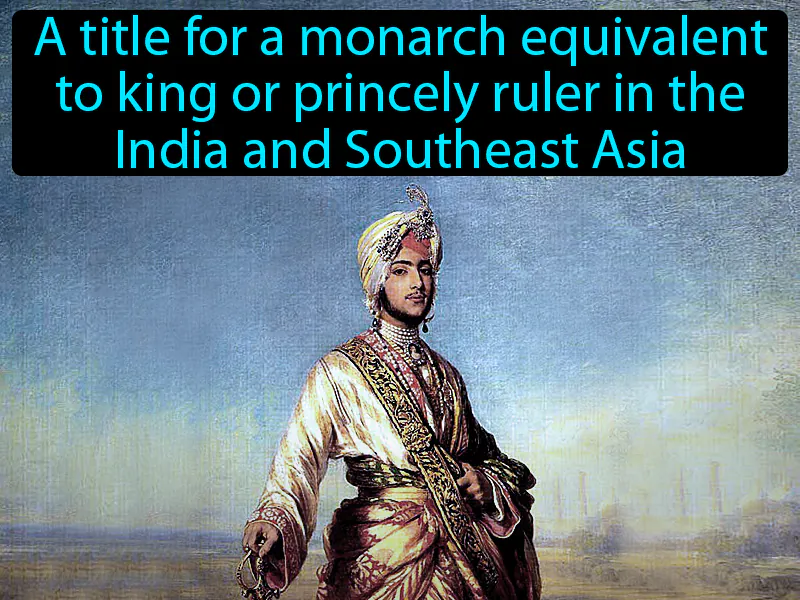 A title for a monarch equivalent
to king or princely ruler in the
India and Southeast Asia